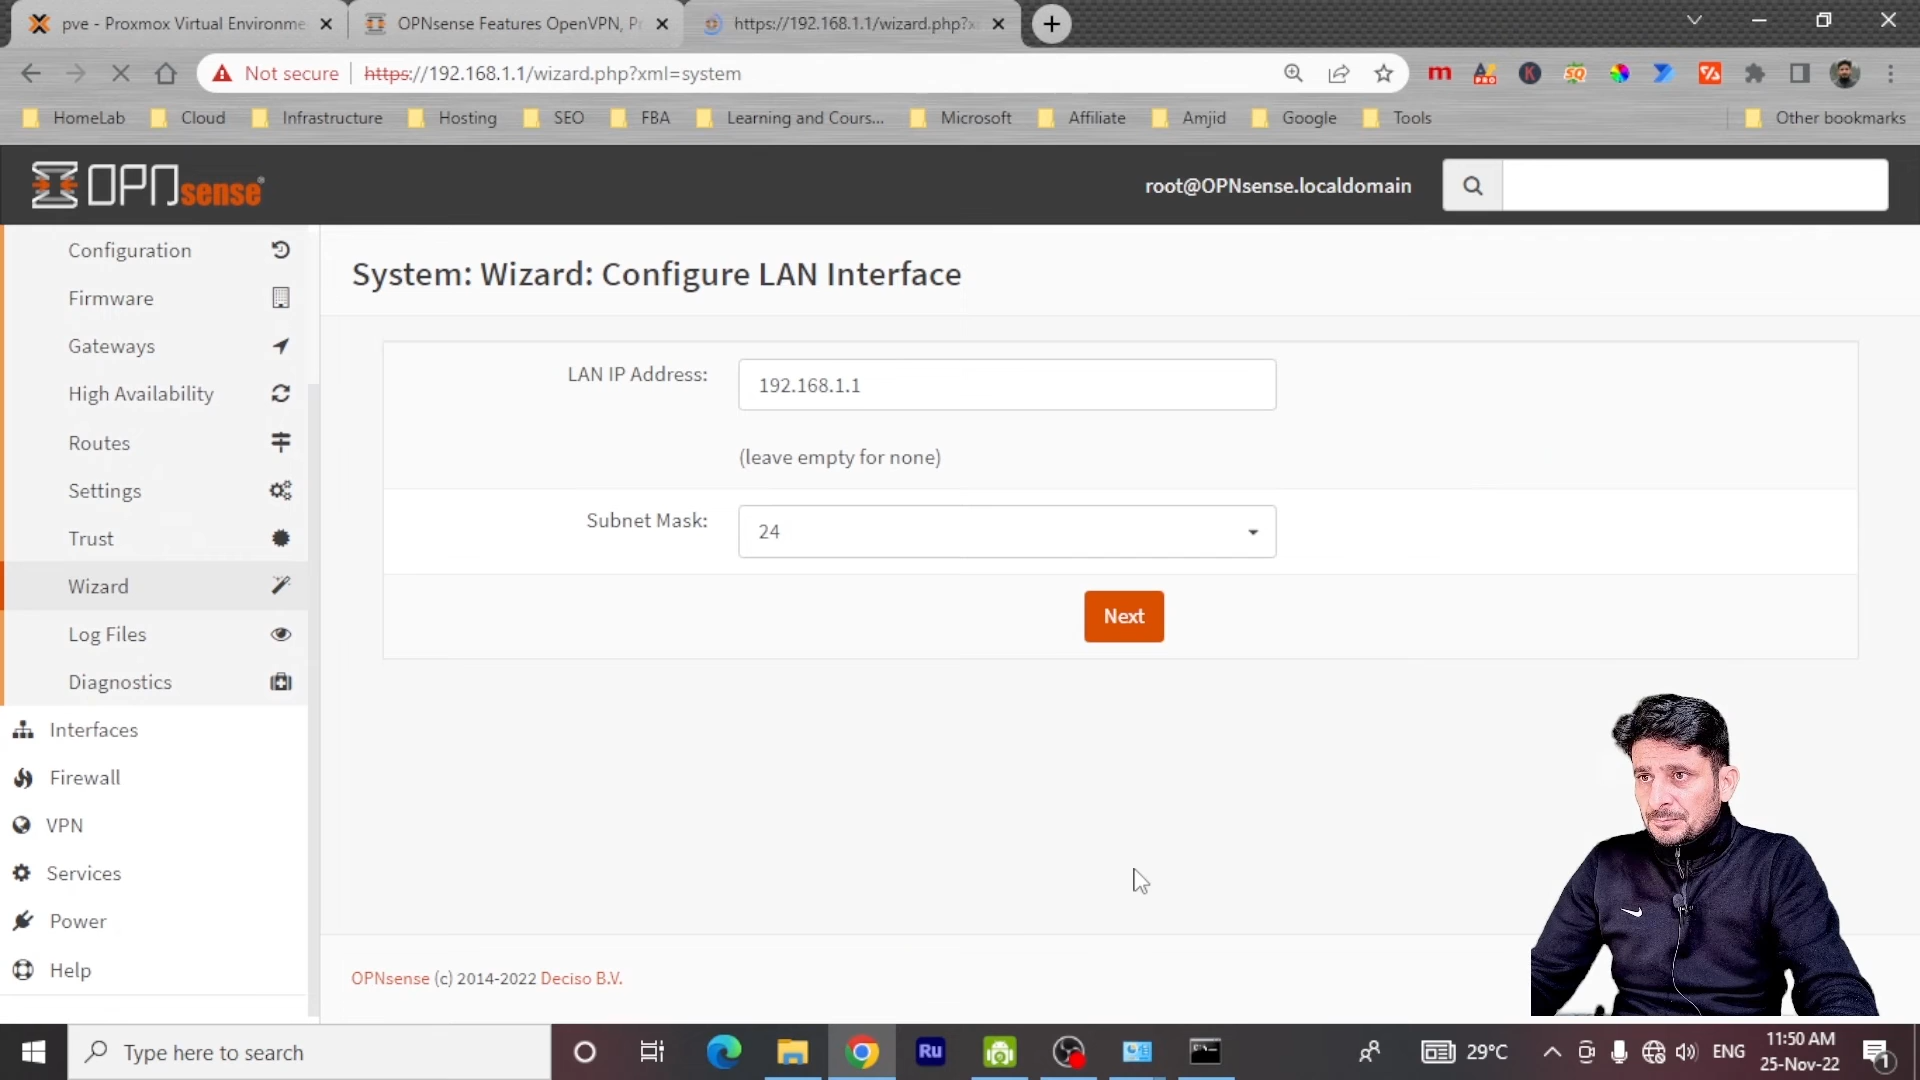 pve - Proxmox Virtual Environme
OPNsense Features OpenVPN, Pr
https://192.168.1.1/wizard.php?x
Not secure
https://192.168.1.1/wizard.php?xml=system
HomeLab
Cloud
Infrastructure
Hosting
SEO
FBA
Learning and Cours...
Microsoft
Affiliate
Amjid
Google
Tools
Other bookmarks
OPNsense
root@OPNsense.localdomain
Configuration
Firmware
Gateways
High Availability
Routes
Settings
Trust
Wizard
Log Files
Diagnostics
Interfaces
Firewall
VPN
Services
Power
Help
System: Wizard: Configure LAN Interface
LAN IP Address:
192.168.1.1
(leave empty for none)
Subnet Mask:
24
Next
OPNsense (c) 2014-2022 Deciso B.V.
Type here to search
Ru
29°C
ENG
11:50 AM
25-Nov-22
1